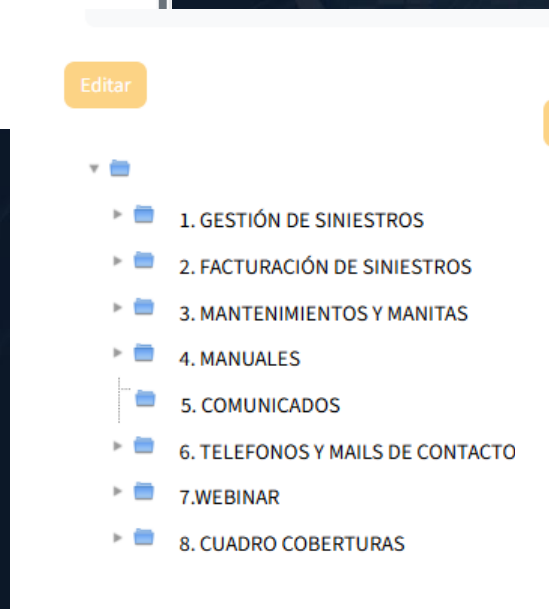 Editar
1. GESTIÓN DE SINIESTROS
2. FACTURACIÓN DE SINIESTROS
3. MANTENIMIENTOS Y MANITAS
4. MANUALES
5. COMUNICADOS
6. TELEFONOS Y MAILS DE CONTACTO
7.WEBINAR
8. CUADRO COBERTURAS